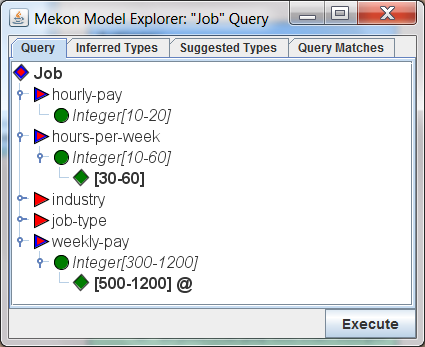 Mekon Model Explorer: "Job" Query
Query Inferred Types Suggested Types Query Matches
Job
hourly-pay
Integer[10-20]
hours-per-week
Integer[10-60]
[30-60]
industry
job-type
weekly-pay
Integer[300-1200]
[500-1200] @
Execute